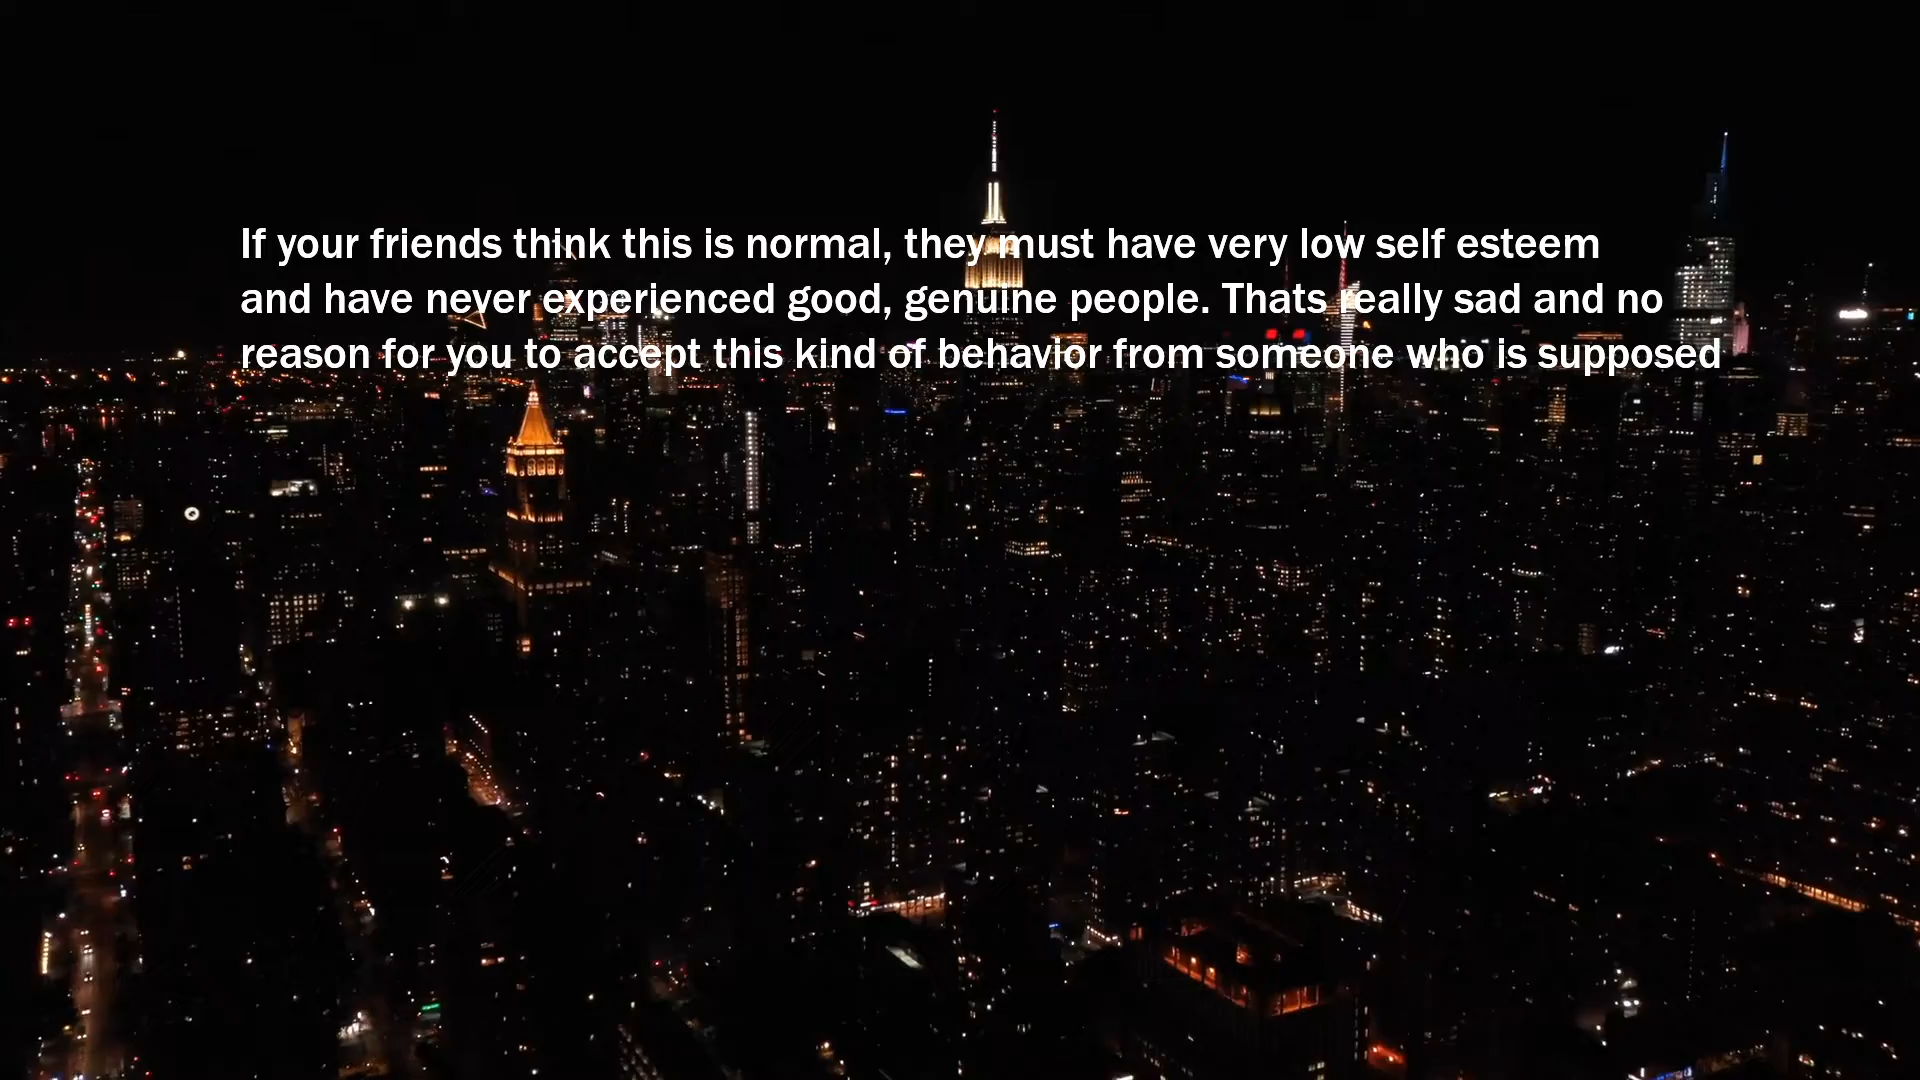 If your friends think this is normal, they must have very low self esteem
and have never experienced good, genuine people. Thats really sad and no
reason for you to accept this kind of behavior from someone who is supposed